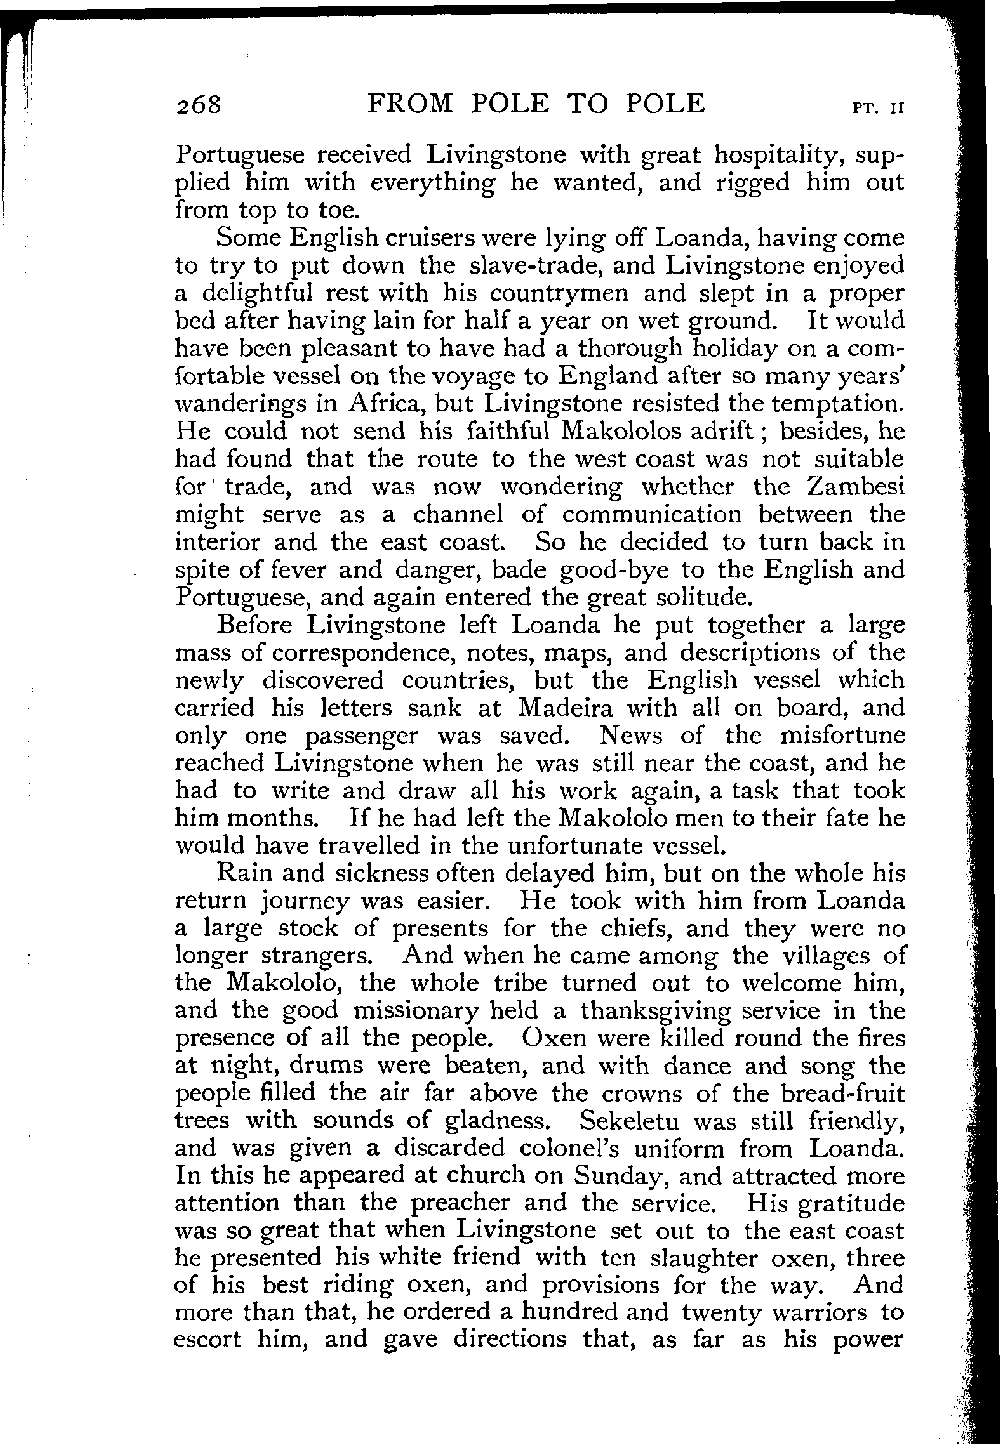 268 FROM POLE TO POLE PT. II
Portuguese received Livingstone with great hospitality, sup-
plied him with everything he wanted, and rigged him out
from top to toe.
Some English cruisers were lying off Loanda, having come
to try to put down the slave-trade, and Livingstone enjoyed
a delightful rest with his countrymen and slept in a proper
bed after having lain for half a year on wet ground. It would
have been pleasant to have had a thorough holiday on a com-
fortable vessel on the voyage to England after so many years'
wanderings in Africa, but Livingstone resisted the temptation.
He could not send his faithful Makololos adrift; besides, he
had found that the route to the west coast was not suitable
for trade, and was now wondering whether the Zambesi
might serve as a channel of communication between the
interior and the east coast. So he decided to turn back in
spite of fever and danger, bade good-bye to the English and
Portuguese, and again entered the great solitude.
Before Livingstone left Loanda he put together a large
mass of correspondence, notes, maps, and descriptions of the
newly discovered countries, but the English vessel which
carried his letters sank at Madeira with all on board, and
only one passenger was saved. News of the misfortune
reached Livingstone when he was still near the coast, and he
had to write and draw all his work again, a task that took
him months. If he had left the Makololo men to their fate he
would have travelled in the unfortunate vessel.
Rain and sickness often delayed him, but on the whole his
return journey was easier. He took with him from Loanda
a large stock of presents for the chiefs, and they were no
longer strangers. And when he came among the villages of
the Makololo, the whole tribe turned out to welcome him,
and the good missionary held a thanksgiving service in the
presence of all the people. Oxen were killed round the fires
at night, drums were beaten, and with dance and song the
people filled the air far above the crowns of the bread-fruit
trees with sounds of gladness. Sekeletu was still friendly,
and was given a discarded colonel's uniform from Loanda.
In this he appeared at church on Sunday, and attracted more
attention than the preacher and the service. His gratitude
was so great that when Livingstone set out to the east coast
he presented his white friend with ten slaughter oxen, three
of his best riding oxen, and provisions for the way. And
more than that, he ordered a hundred and twenty warriors to
escort him, and gave directions that, as far as his power